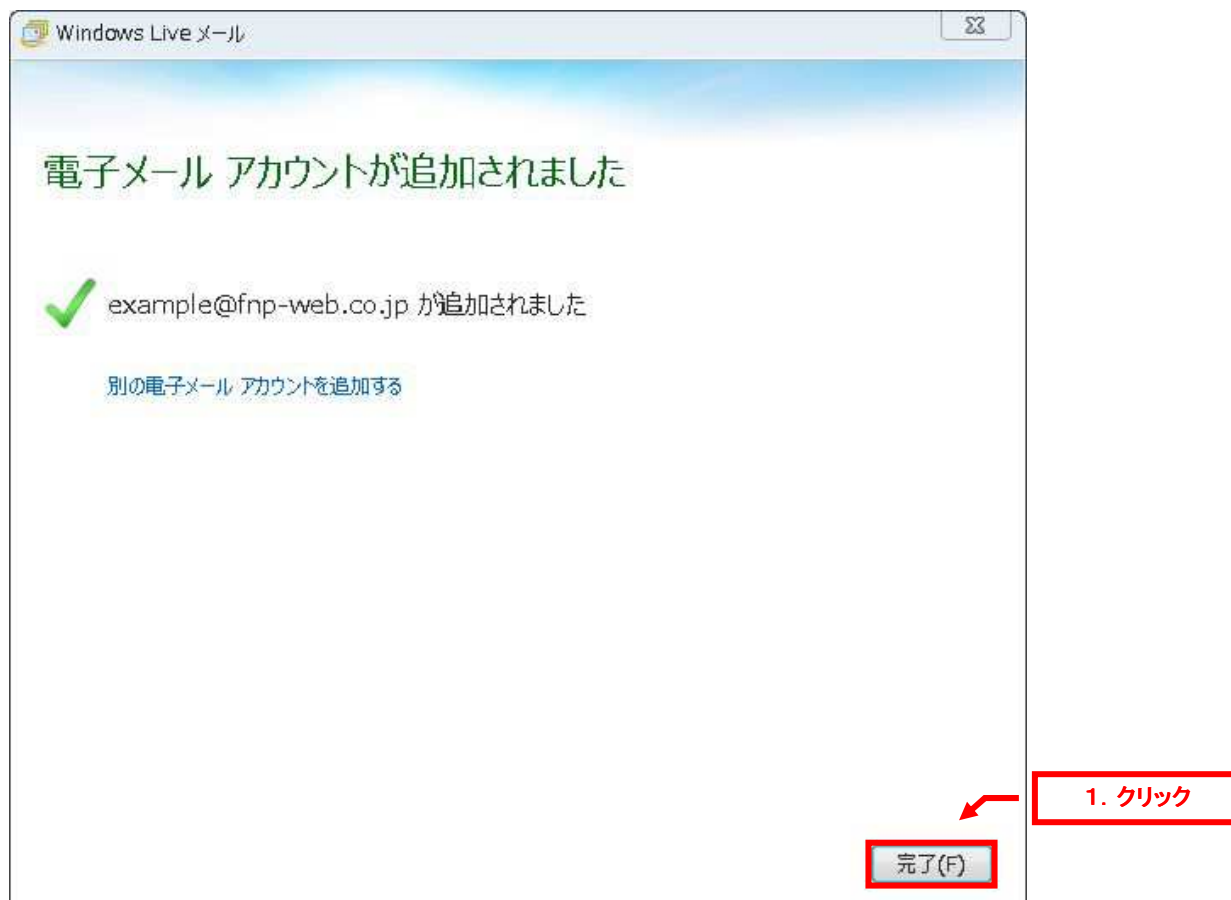 Windows Live メール
電子メール アカウントが追加されました
example@fnp-web.co.jp が追加されました
別の電子メール アカウントを追加する
1. クリック
完了(F)